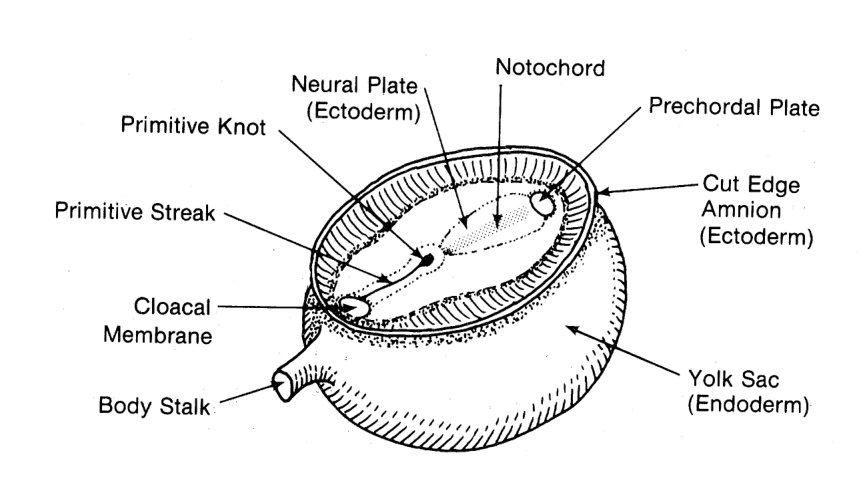 Notochord
Neural Plate
(Ectoderm)
Prechordal Plate
Primitive Knot
Cut Edge
Amnion
(Ectoderm)
Primitive Streak
Cloacal
Membrane
Yolk Sac
(Endoderm)
Body Stalk